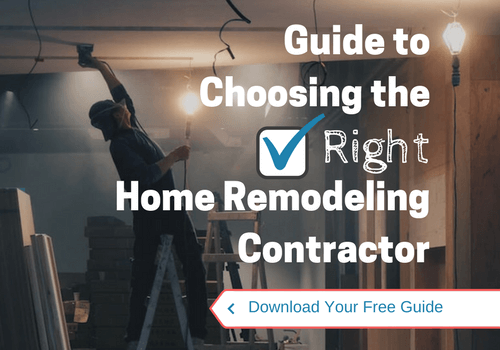 Guide to
Choosing the
Right
Home Remodeling
Contractor
Download Your Free Guide